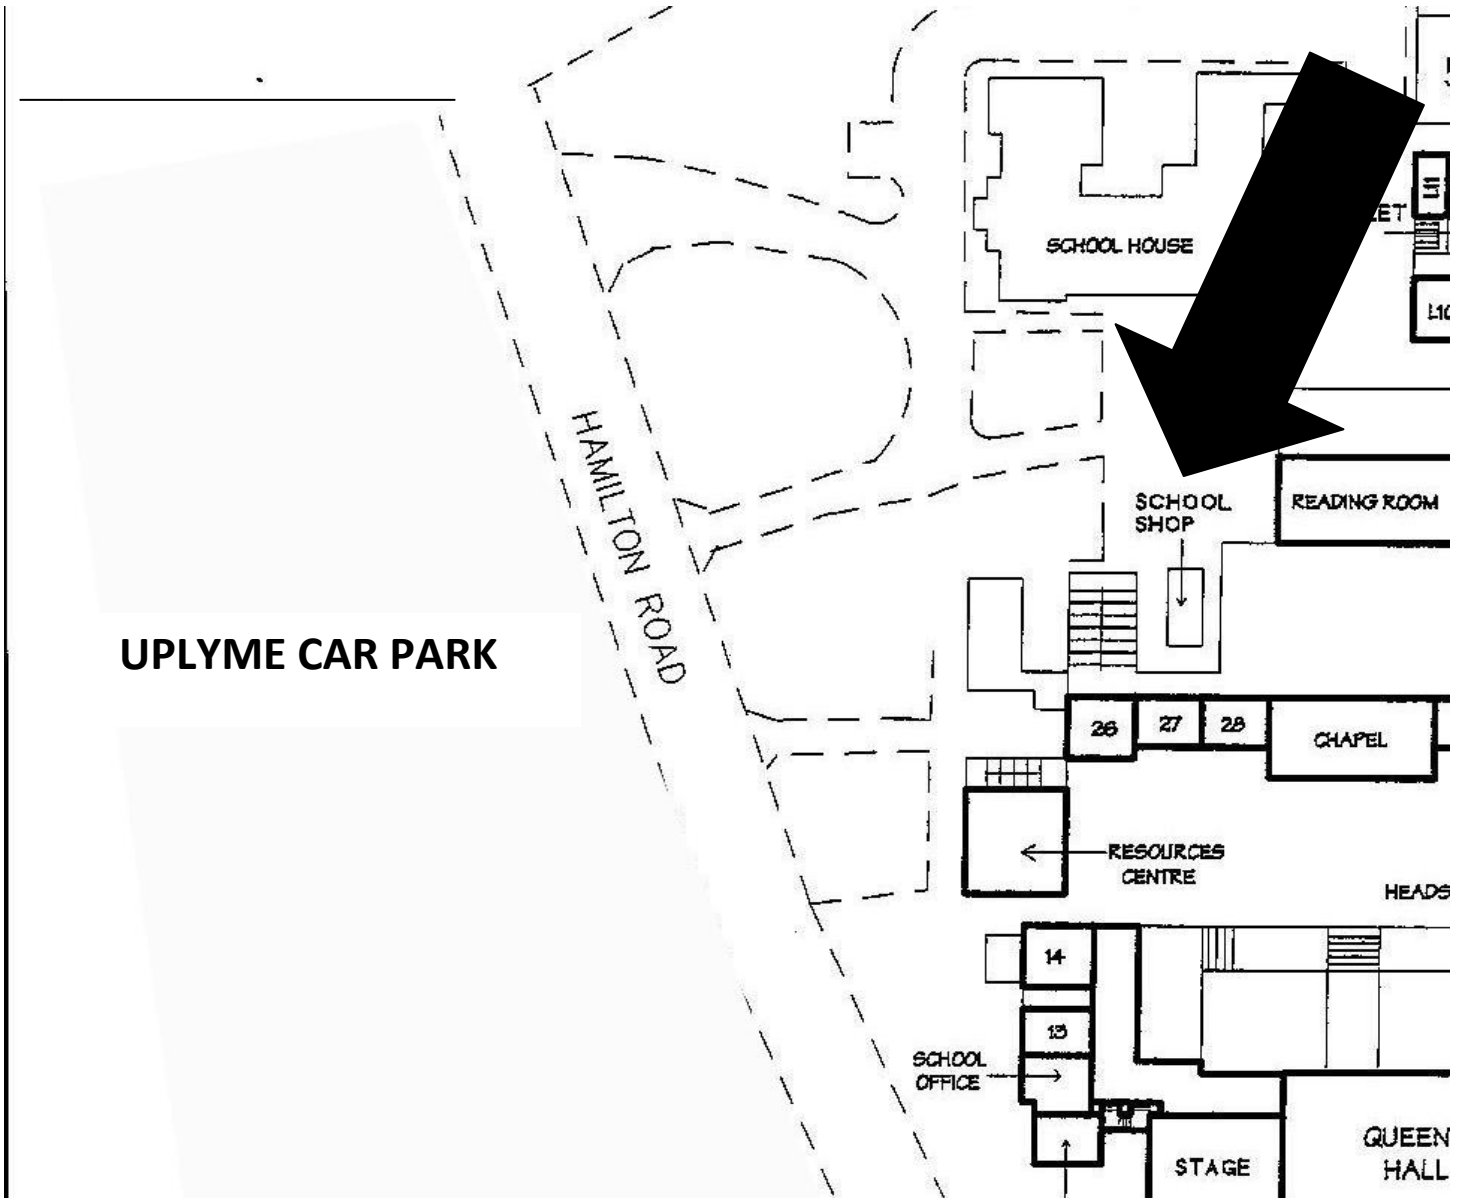 L11
EET
SCHOOL HOUSE
L10
HAMILTON ROAD
SCHOOL
SHOP
READING ROOM
UPLYME CAR PARK
26
27
28
CHAPEL
RESOURCES
CENTRE
HEADS
14
13
SCHOOL
OFFICE
QUEEN
HALL
STAGE